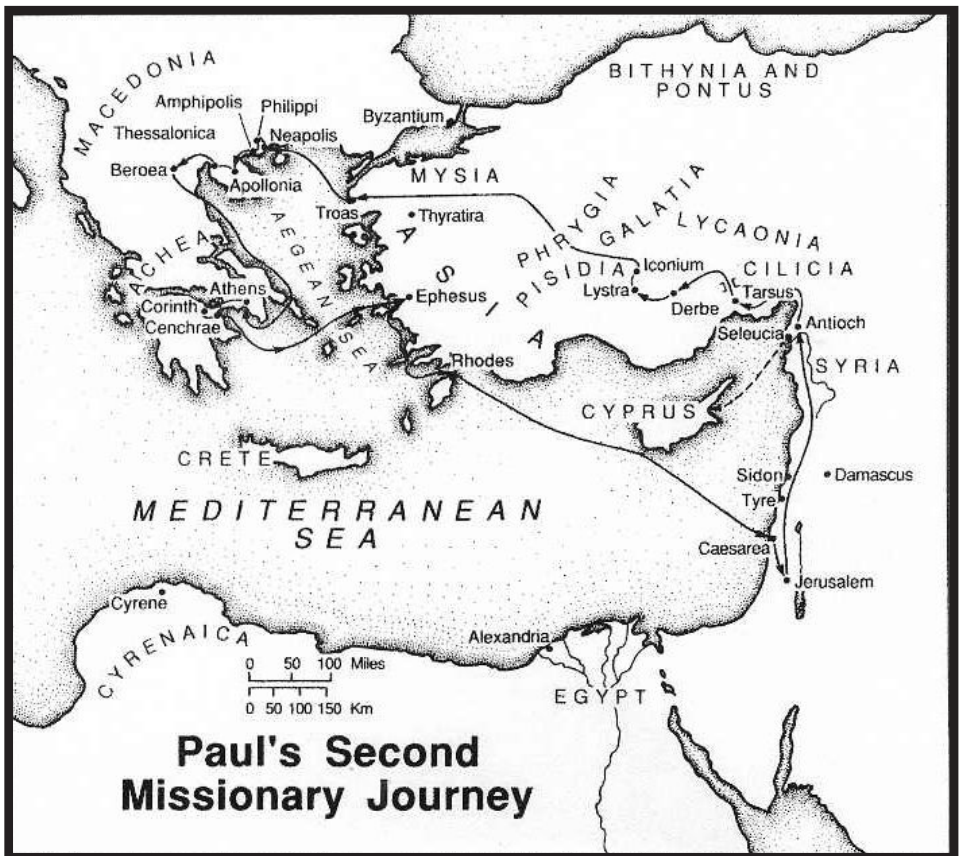 BITHYNIA AND
PONTUS
MACEDONIA
Amphipolis
Philippi
Byzantium
Thessalonica
Neapolis
Beroea
Apollonia
MYSIA
Troas
Thyratira
PHRYGIA
GALATIA
LYCAONIA
AEGEAN SEA
ASIA
ACHEA
PISIDIA
Iconium
CILICIA
Athens
Lystra
Tarsus
Corinth
Ephesus
Derbe
Cenchrae
Antioch
Seleucia
Rhodes
SYRIA
CYPRUS
CRETE
Sidon
Damascus
MEDITERRANEAN
SEA
Tyre
Caesarea
Jerusalem
Cyrene
CYRENAICA
Alexandria
0 50 100 Miles
EGYPT
0 50 100 150 Km
Paul's Second
Missionary Journey